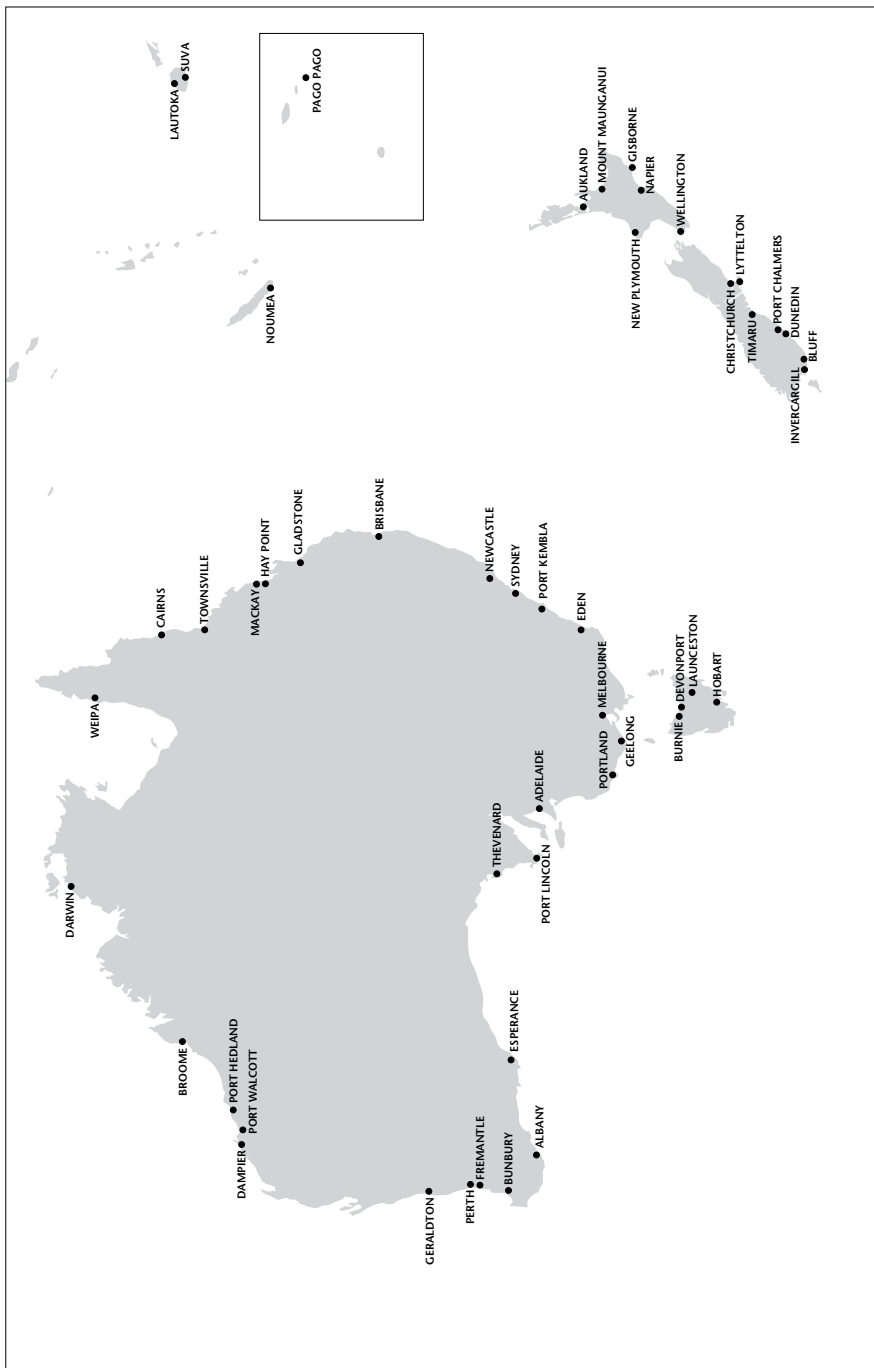 LAUTOKA
SUVA
PAGO PAGO
NOUMEA
AUKLAND
MOUNT MAUNGANUI
GISBORNE
NAPIER
NEW PLYMOUTH
WELLINGTON
CHRISTCHURCH
LYTTELTON
TIMARU
PORT CHALMERS
DUNEDIN
BLUFF
INVERCARGILL
WEIPA
CAIRNS
TOWNSVILLE
MACKAY
HAY POINT
GLADSTONE
BRISBANE
NEWCASTLE
SYDNEY
PORT KEMBLA
EDEN
MELBOURNE
GEELONG
PORTLAND
BURNIE
DEVONPORT
LAUNCESTON
HOBART
ADELAIDE
THEVENARD
PORT LINCOLN
DARWIN
BROOME
PORT HEDLAND
PORT WALCOTT
DAMPIER
GERALDTON
PERTH
FREMANTLE
BUNBURY
ALBANY
ESPERANCE